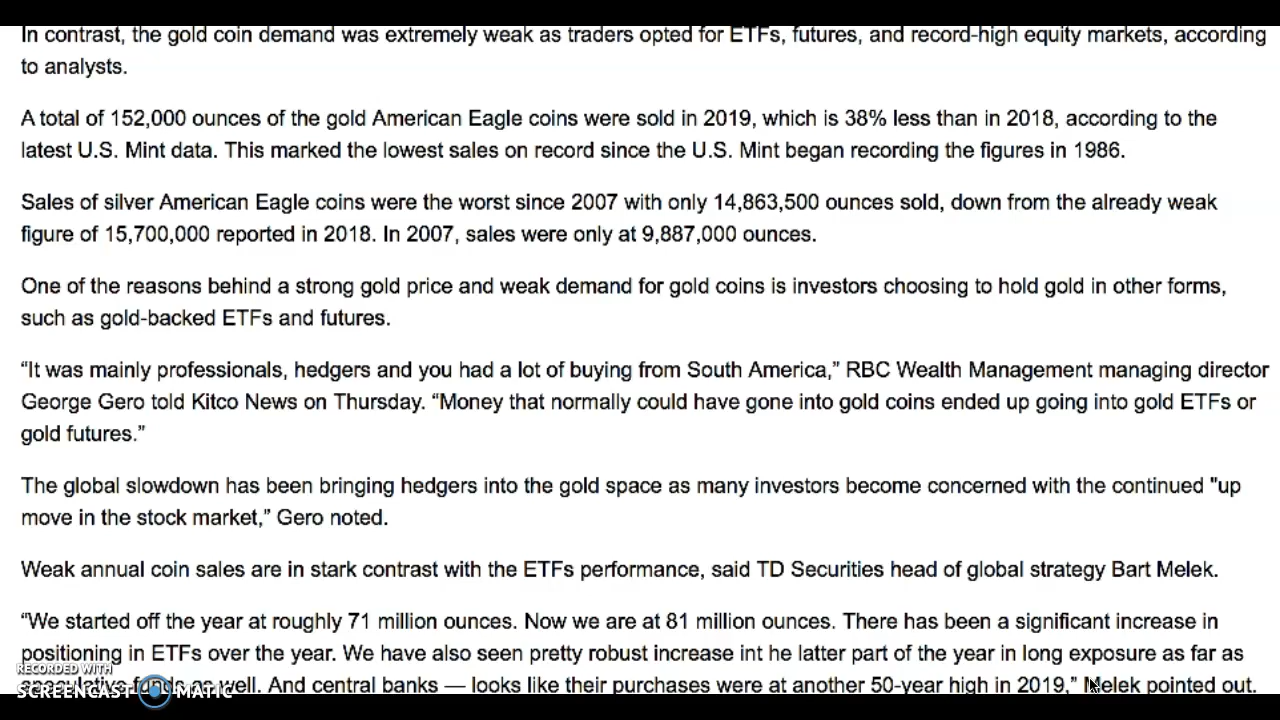 In contrast, the gold coin demand was extremely weak as traders opted for ETFs, futures, and record-high equity markets, according
to analysts.
A total of 152,000 ounces of the gold American Eagle coins were sold in 2019, which is 38% less than in 2018, according to the
latest U.S. Mint data. This marked the lowest sales on record since the U.S. Mint began recording the figures in 1986.
Sales of silver American Eagle coins were the worst since 2007 with only 14,863,500 ounces sold, down from the already weak
figure of 15,700,000 reported in 2018. In 2007, sales were only at 9,887,000 ounces.
One of the reasons behind a strong gold price and weak demand for gold coins is investors choosing to hold gold in other forms,
such as gold-backed ETFs and futures.
“It was mainly professionals, hedgers and you had a lot of buying from South America,” RBC Wealth Management managing director
George Gero told Kitco News on Thursday. “Money that normally could have gone into gold coins ended up going into gold ETFs or
gold futures.”
The global slowdown has been bringing hedgers into the gold space as many investors become concerned with the continued "up
move in the stock market,” Gero noted.
Weak annual coin sales are in stark contrast with the ETFs performance, said TD Securities head of global strategy Bart Melek.
“We started off the year at roughly 71 million ounces. Now we are at 81 million ounces. There has been a significant increase in
positioning in ETFs over the year. We have also seen pretty robust increase int he latter part of the year in long exposure as far as
well. And central banks — looks like their purchases were at another 50-year high in 2019,” Melek pointed out.
RECORDED WITH
SCREENCAST MATIC